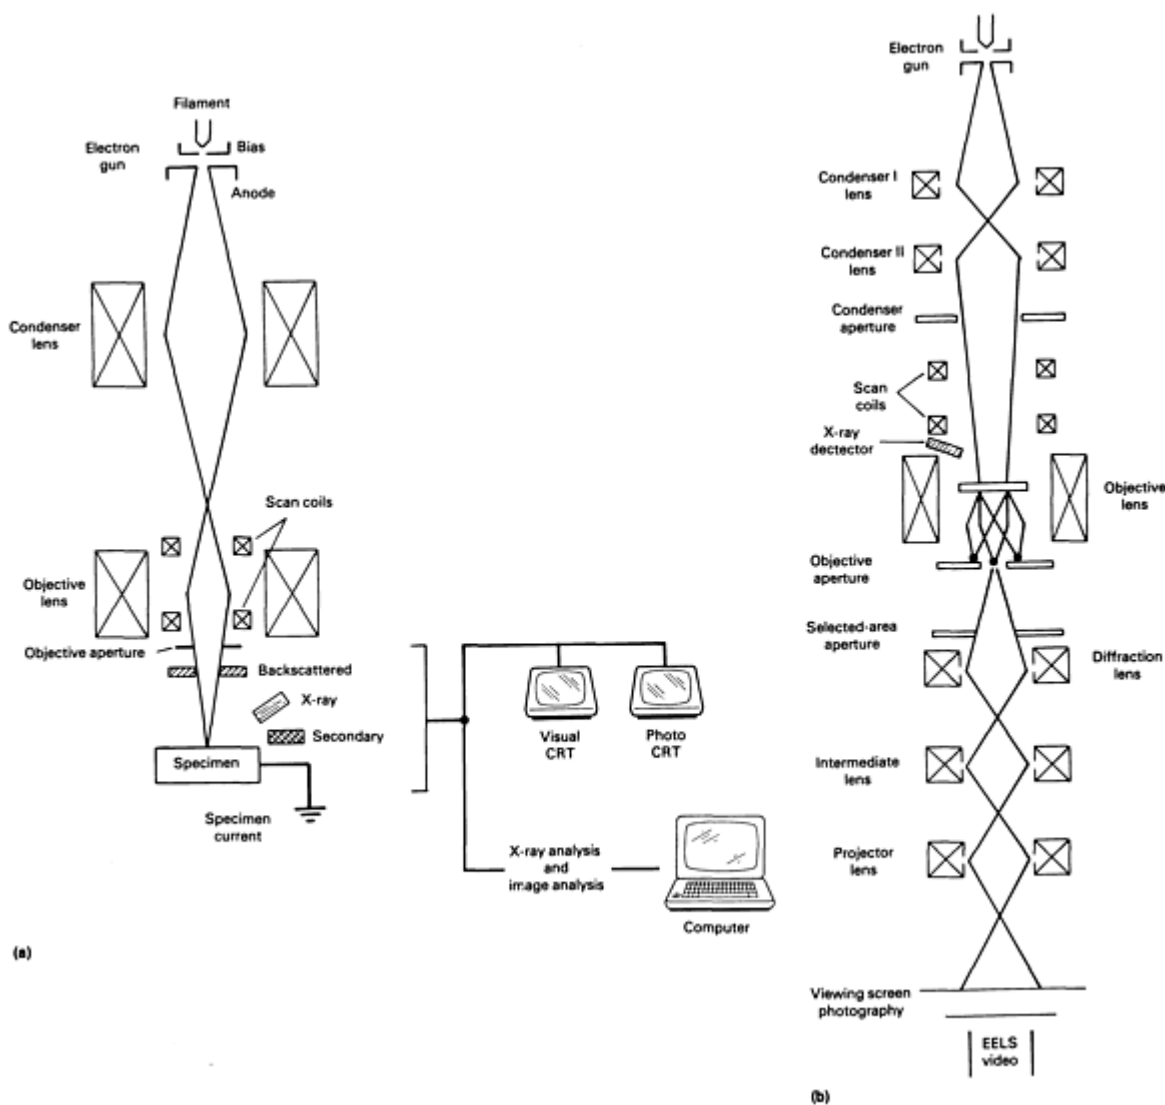 Filament
Electron
gun
Bias
Anode
Condenser
lens
Scan coils
Objective
lens
Objective aperture
Backscattered
X-ray
Secondary
Specimen
Specimen
current
Visual
CRT
Photo
CRT
X-ray analysis
and
image analysis
Computer
(a)
Electron
gun
Condenser I
lens
Condenser II
lens
Condenser
aperture
Scan
coils
X-ray
dectector
Objective
lens
Objective
aperture
Selected-area
aperture
Diffraction
lens
Intermediate
lens
Projector
lens
Viewing screen
photography
EELS
video
(b)